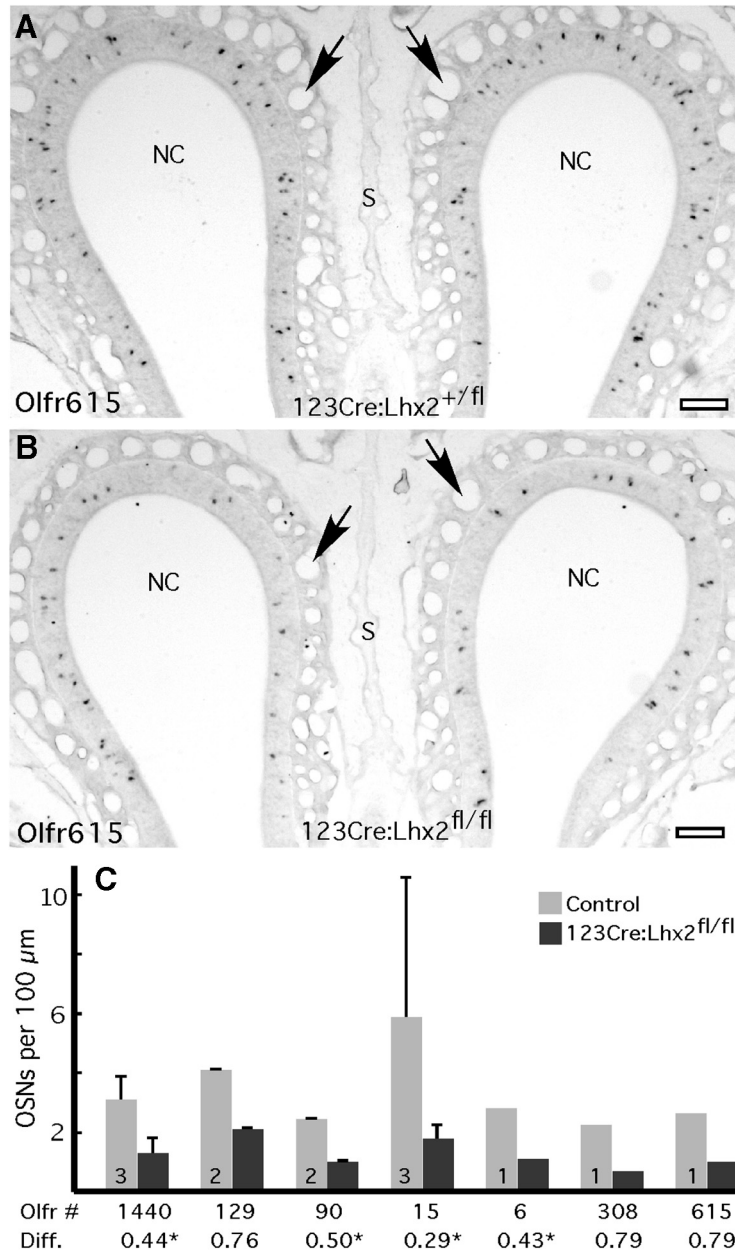 A
NC
NC
S
Olfr615
123Cre:Lhx2+/fl
B
NC
NC
S
Olfr615
123Cre:Lhx2fl/fl
C
10
6
2
OSNs per 100 µm
Control
123Cre:Lhx2fl/fl
3 2 2 3 1 1 1
Olfr # 1440 129 90 15 6 308 615
Diff. 0.44* 0.76 0.50* 0.29* 0.43* 0.79 0.79